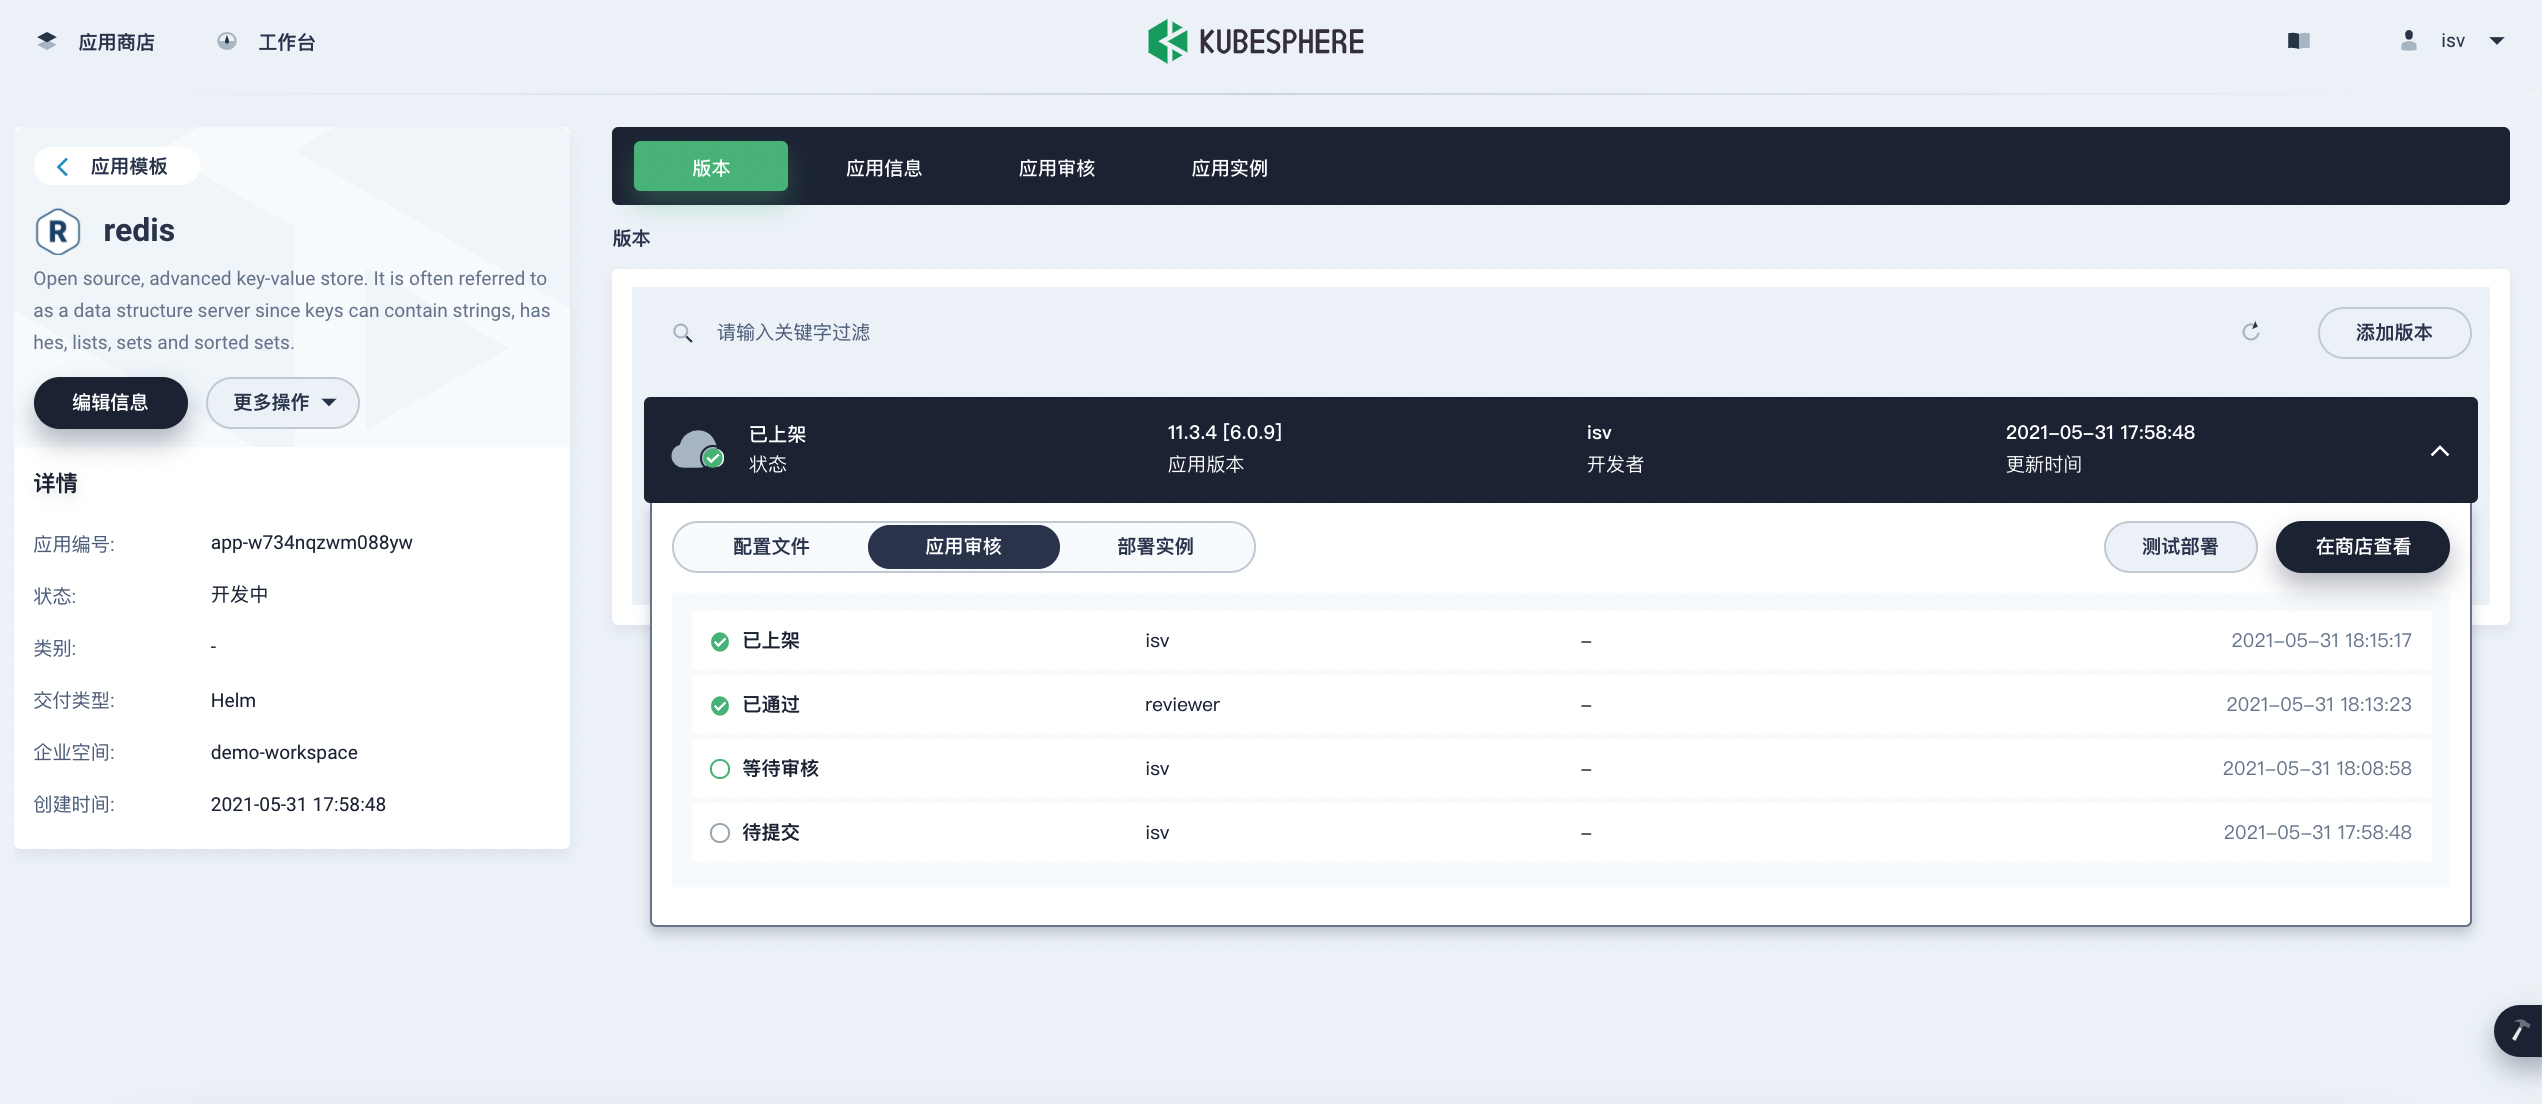 应用商店
工作台
KUBESPHERE
isv
应用模板
R
redis
Open source, advanced key-value store. It is often referred to
as a data structure server since keys can contain strings, has
hes, lists, sets and sorted sets.
编辑信息
更多操作
详情
应用编号: app-w734nqzwm088yw
状态: 开发中
类别: -
交付类型: Helm
企业空间: demo-workspace
创建时间: 2021-05-31 17:58:48
版本 应用信息 应用审核 应用实例
版本
请输入关键字过滤
添加版本
已上架 11.3.4 [6.0.9] isv 2021-05-31 17:58:48
状态 应用版本 开发者 更新时间
配置文件 应用审核 部署实例
测试部署 在商店查看
已上架 isv – 2021-05-31 18:15:17
已通过 reviewer – 2021-05-31 18:13:23
等待审核 isv – 2021-05-31 18:08:58
待提交 isv – 2021-05-31 17:58:48